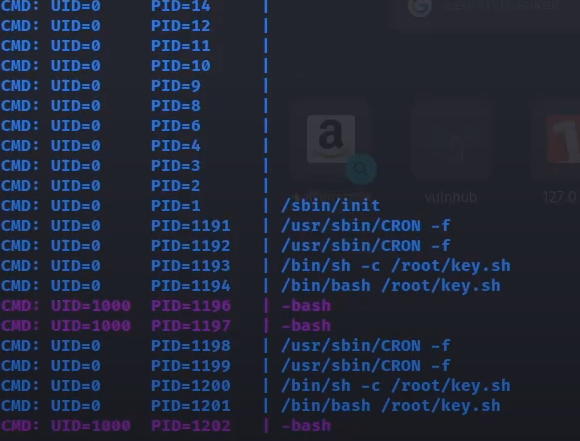 CMD: UID=0 PID=14 |
CMD: UID=0 PID=12 |
CMD: UID=0 PID=11 |
CMD: UID=0 PID=10 |
CMD: UID=0 PID=9 |
CMD: UID=0 PID=8 |
CMD: UID=0 PID=6 |
CMD: UID=0 PID=4 |
CMD: UID=0 PID=3 |
CMD: UID=0 PID=2 |
CMD: UID=0 PID=1 | /sbin/init
CMD: UID=0 PID=1191 | /usr/sbin/CRON -f
CMD: UID=0 PID=1192 | /usr/sbin/CRON -f
CMD: UID=0 PID=1193 | /bin/sh -c /root/key.sh
CMD: UID=0 PID=1194 | /bin/bash /root/key.sh
CMD: UID=1000 PID=1196 | -bash
CMD: UID=1000 PID=1197 | -bash
CMD: UID=0 PID=1198 | /usr/sbin/CRON -f
CMD: UID=0 PID=1199 | /usr/sbin/CRON -f
CMD: UID=0 PID=1200 | /bin/sh -c /root/key.sh
CMD: UID=0 PID=1201 | /bin/bash /root/key.sh
CMD: UID=1000 PID=1202 | -bash
G
a
vulnhub
127.0